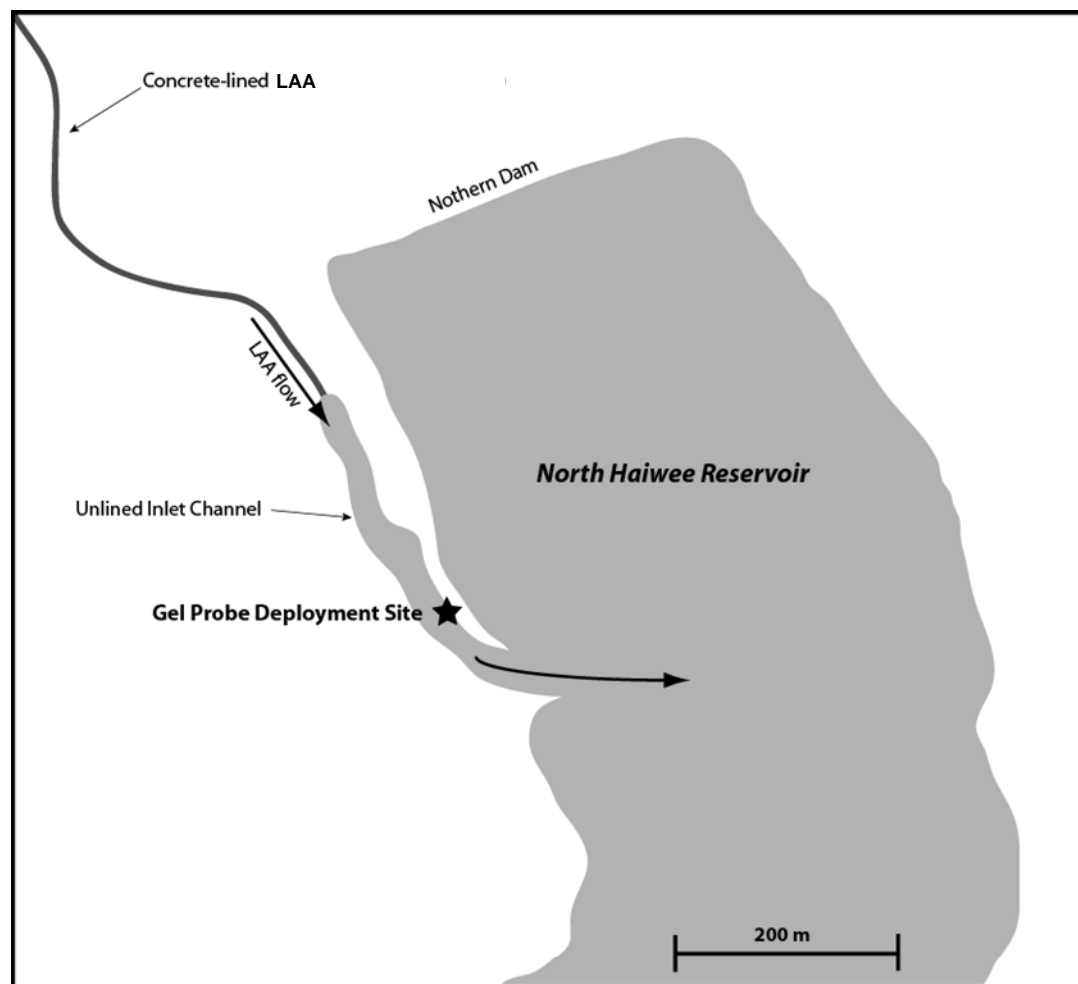 Concrete-lined LAA
Nothern Dam
LAA flow
North Haiwee Reservoir
Unlined Inlet Channel
Gel Probe Deployment Site
200 m